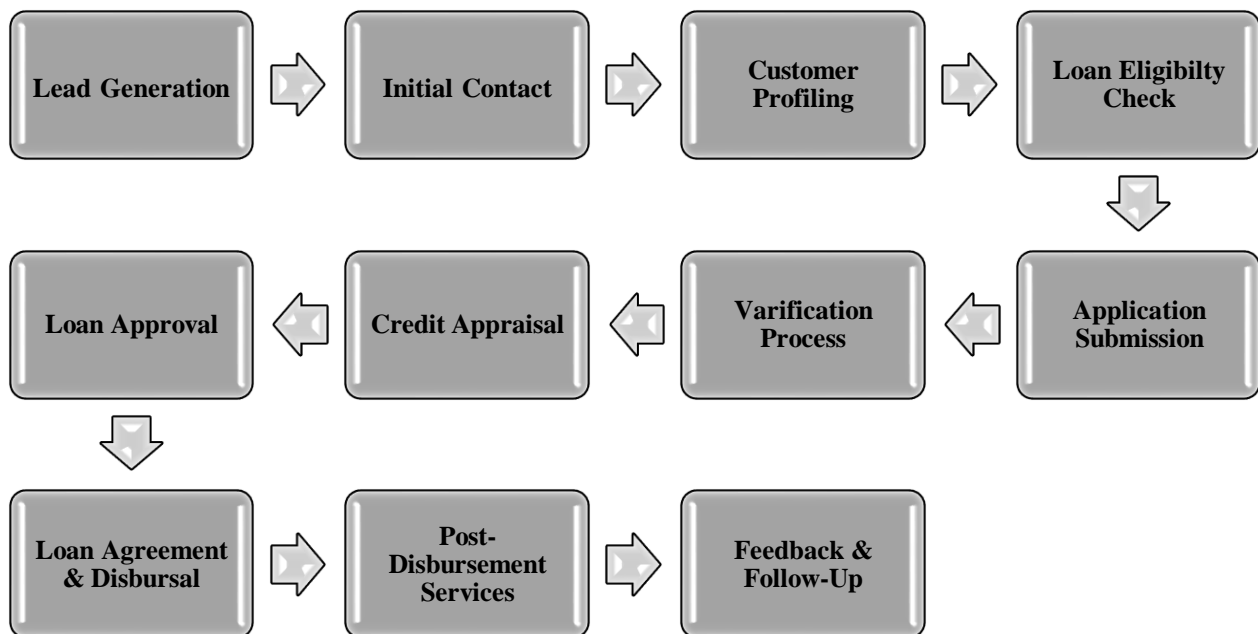 Lead Generation
Initial Contact
Customer
Profiling
Loan Eligibilty
Check
Application
Submission
Varification
Process
Credit Appraisal
Loan Approval
Loan Agreement
& Disbursal
Post-
Disbursement
Services
Feedback &
Follow-Up